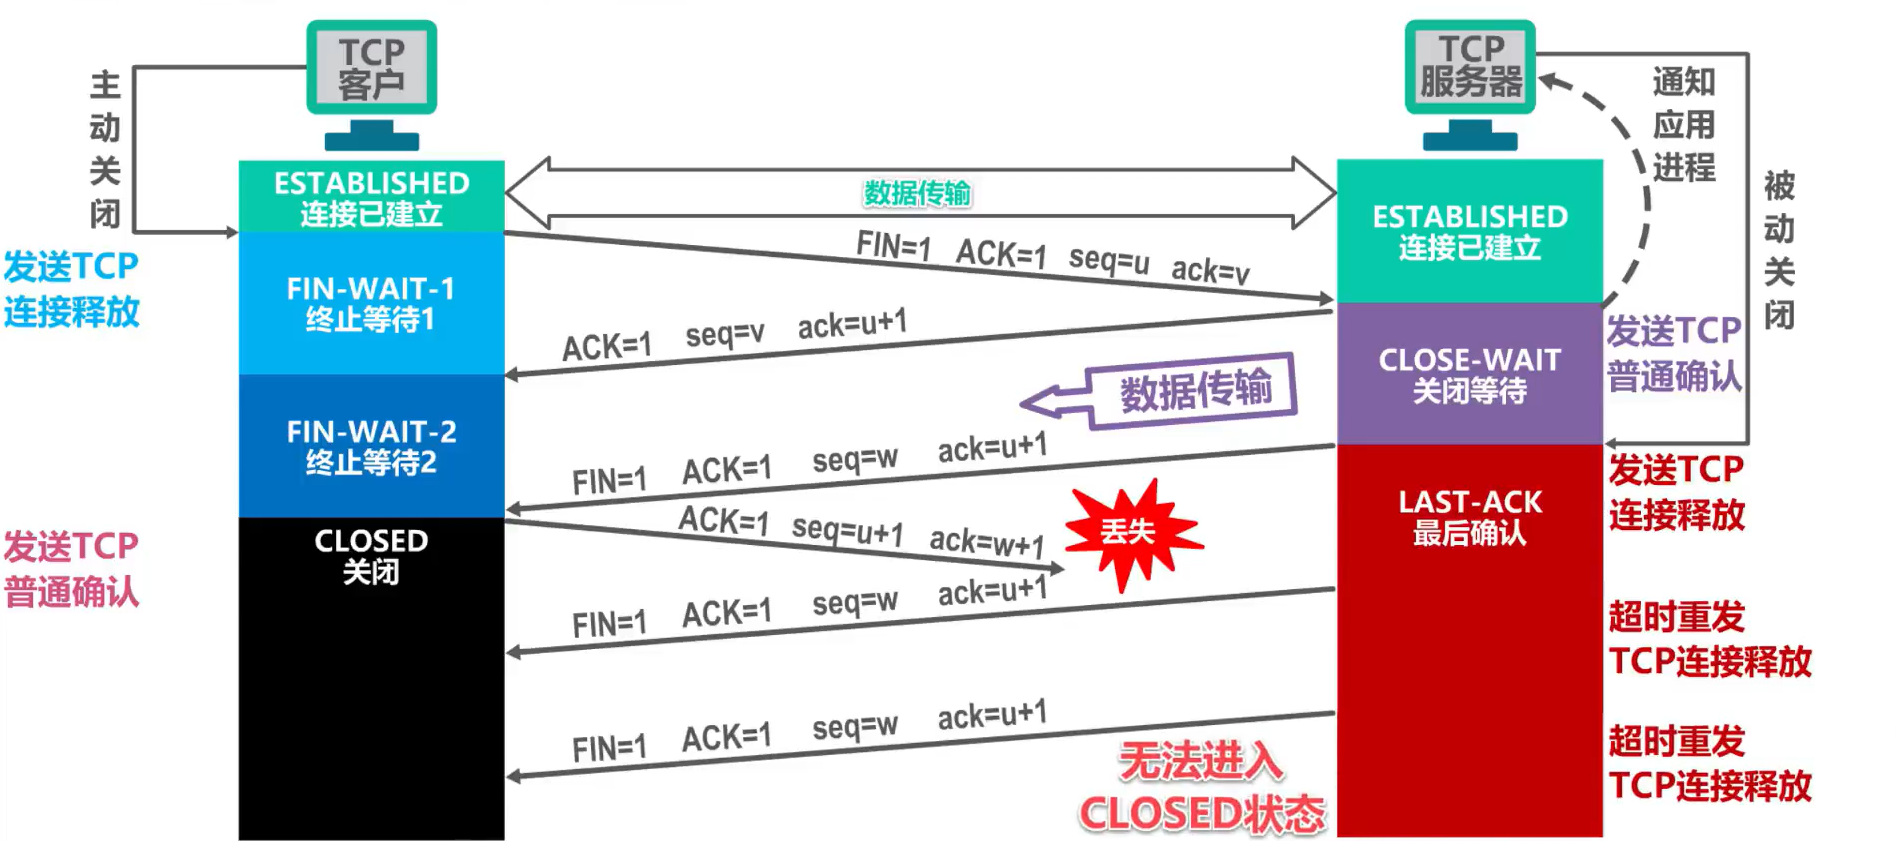 TCP
客户
TCP
服务器
主动关闭
通知
应用
进程
被动关闭
ESTABLISHED
连接已建立
数据传输
ESTABLISHED
连接已建立
发送TCP
连接释放
FIN-WAIT-1
终止等待1
FIN=1 ACK=1 seq=u ack=v
ACK=1 seq=v ack=u+1
CLOSE-WAIT
关闭等待
发送TCP
普通确认
数据传输
FIN-WAIT-2
终止等待2
FIN=1 ACK=1 seq=w ack=u+1
发送TCP
连接释放
LAST-ACK
最后确认
发送TCP
普通确认
CLOSED
关闭
ACK=1 seq=u+1 ack=w+1
丢失
FIN=1 ACK=1 seq=w ack=u+1
超时重发
TCP连接释放
FIN=1 ACK=1 seq=w ack=u+1
无法进入
CLOSED状态
超时重发
TCP连接释放